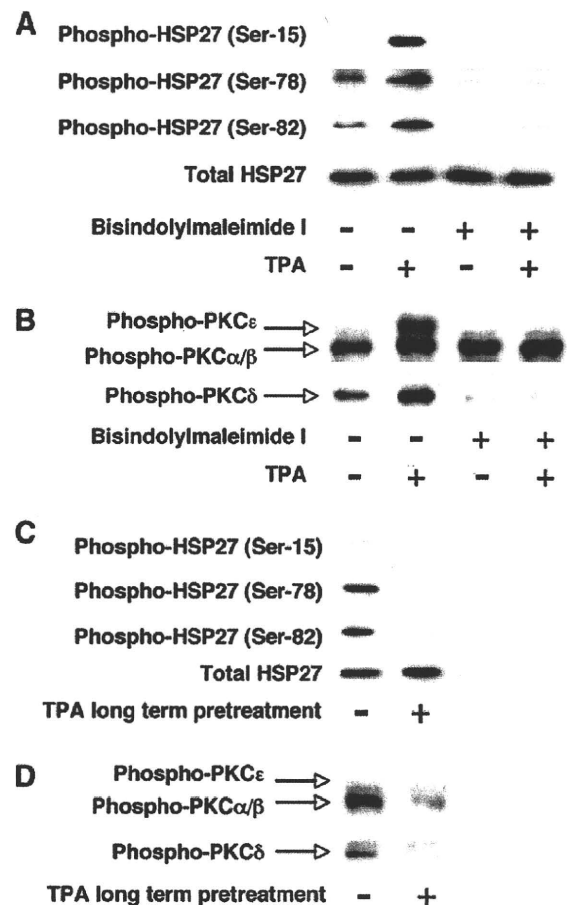 A
Phospho-HSP27 (Ser-15)
Phospho-HSP27 (Ser-78)
Phospho-HSP27 (Ser-82)
Total HSP27
Bisindolylmaleimide I - - + +
TPA - + - +
B
Phospho-PKCε
Phospho-PKCα/β
Phospho-PKCδ
Bisindolylmaleimide I - - + +
TPA - + - +
C
Phospho-HSP27 (Ser-15)
Phospho-HSP27 (Ser-78)
Phospho-HSP27 (Ser-82)
Total HSP27
TPA long term pretreatment - +
D
Phospho-PKCε
Phospho-PKCα/β
Phospho-PKCδ
TPA long term pretreatment - +